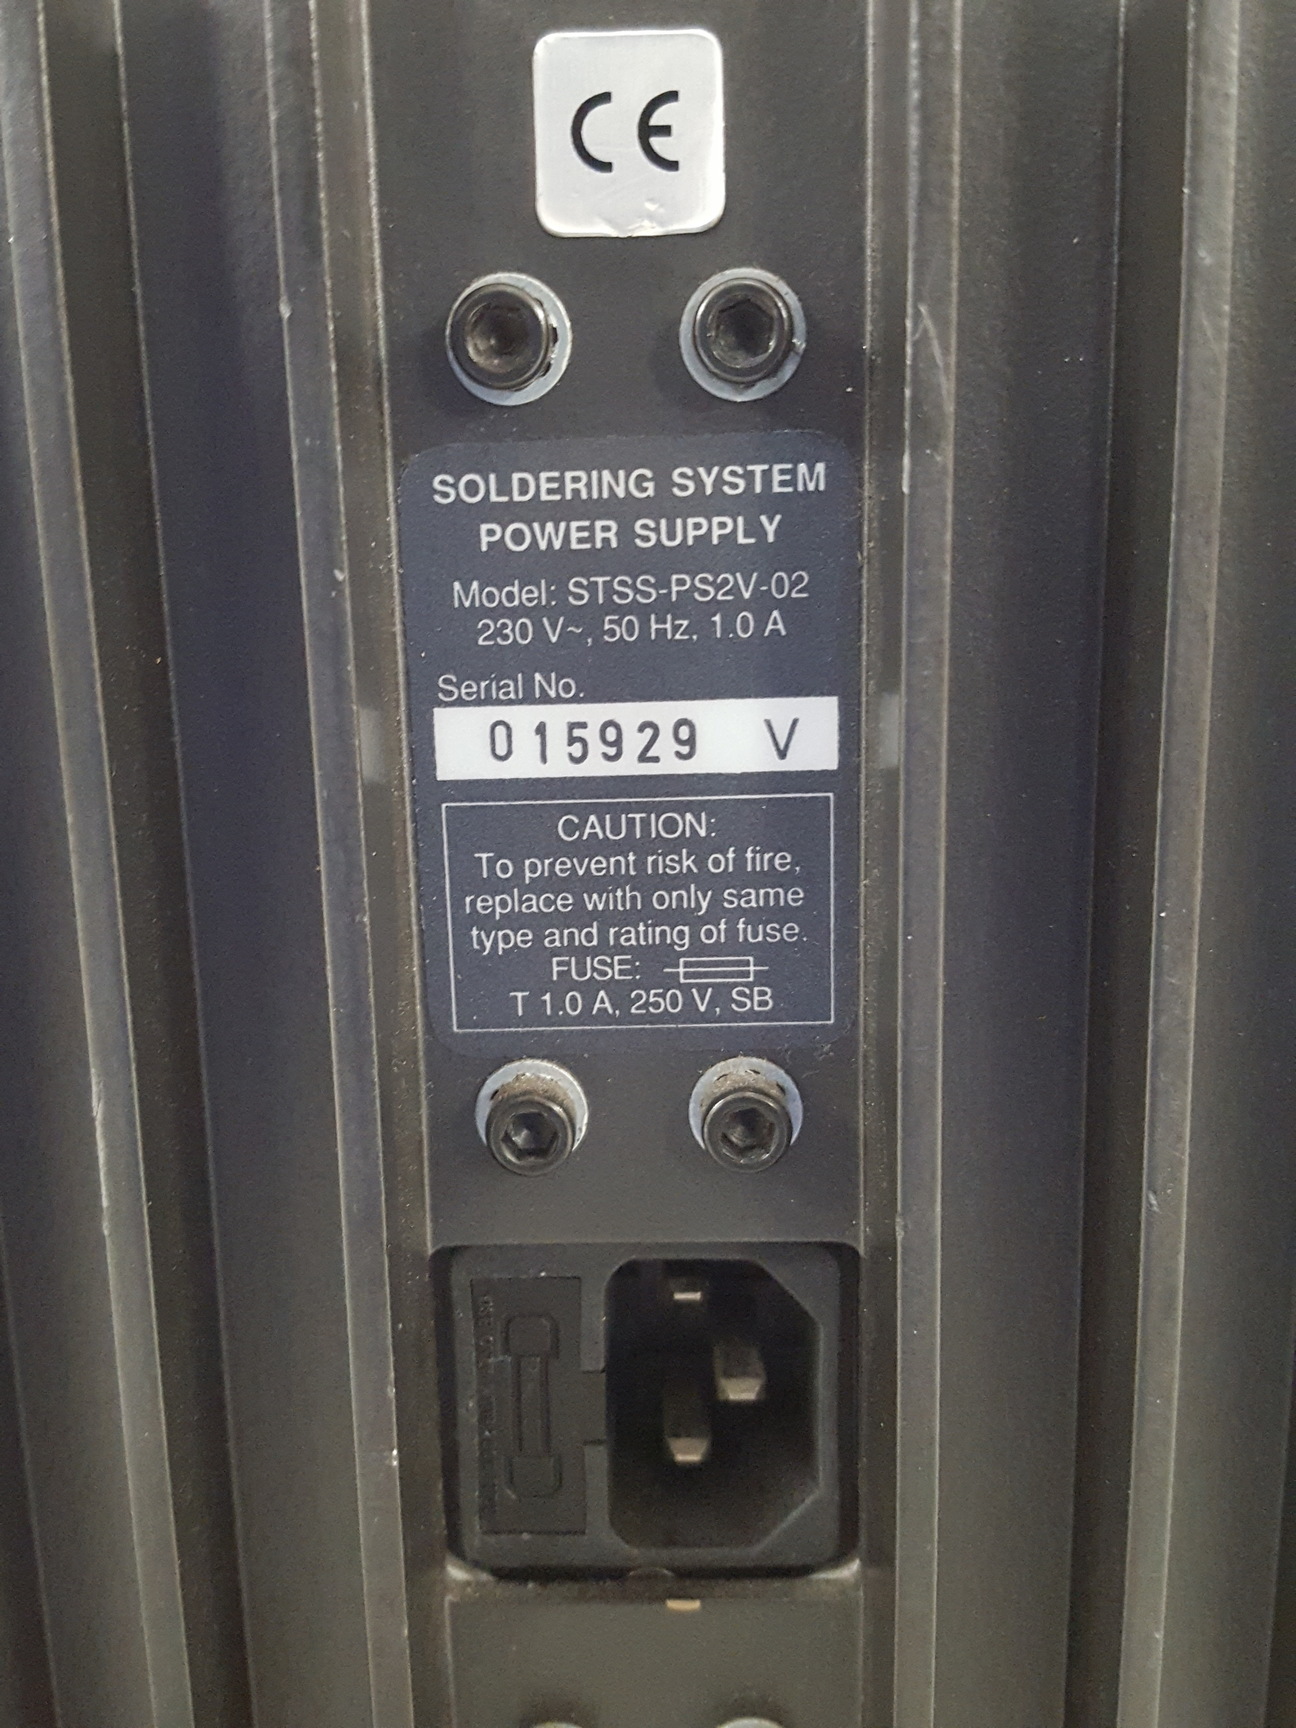 CE
SOLDERING SYSTEM
POWER SUPPLY
Model: STSS-PS2V-02
230 V~, 50 Hz, 1.0 A
Serial No.
015929 V
CAUTION:
To prevent risk of fire,
replace with only same
type and rating of fuse.
FUSE:
T 1.0 A, 250 V, SB